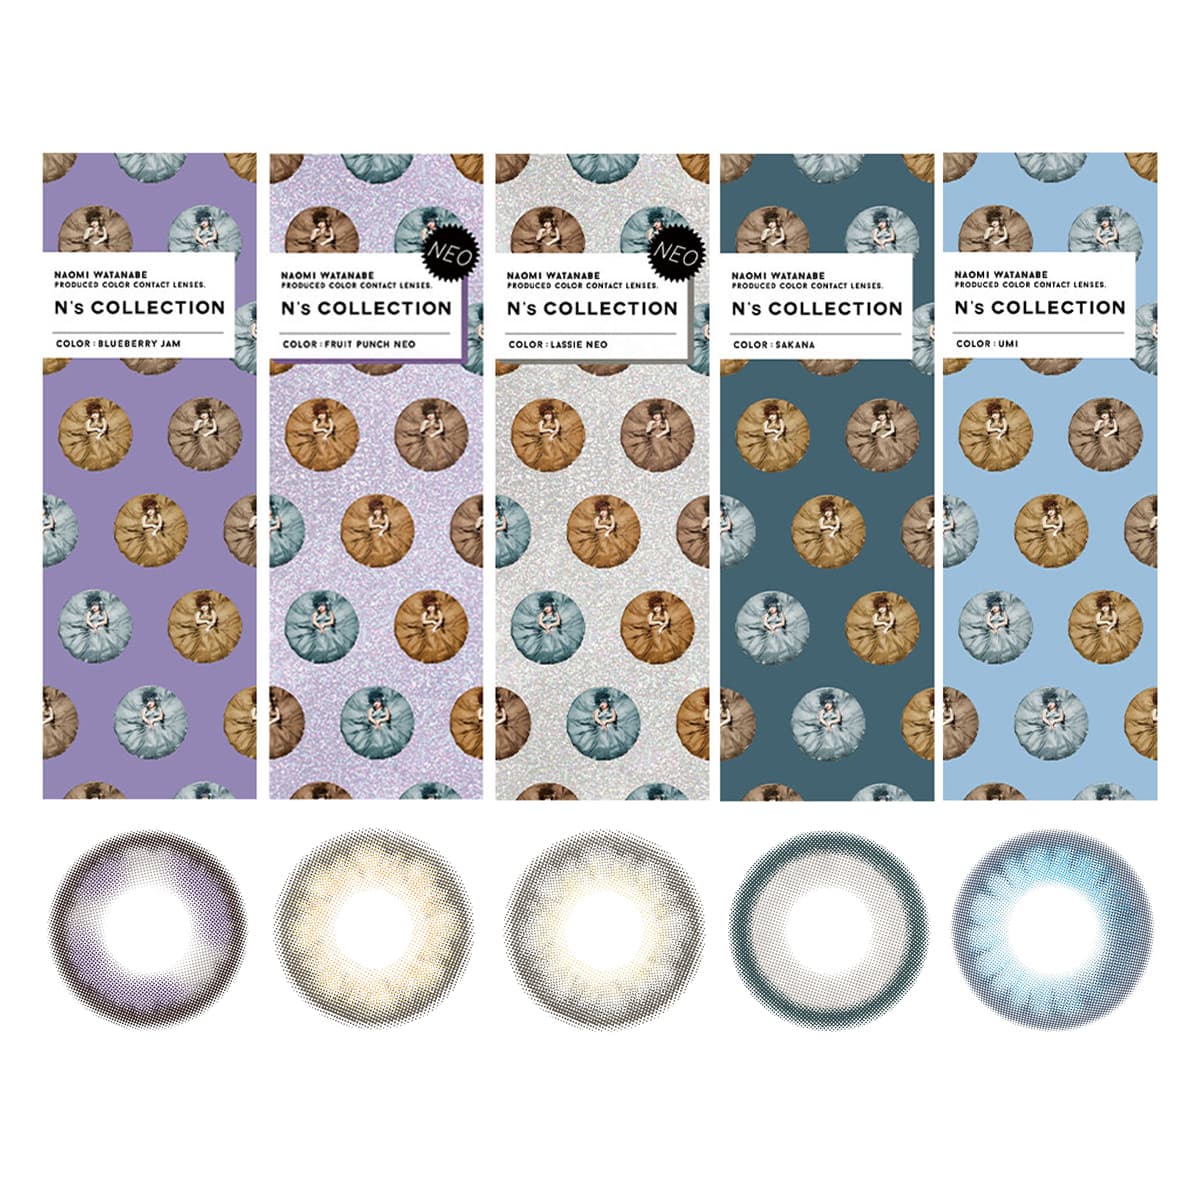 NAOMI WATANABE
PRODUCED COLOR CONTACT LENSES.
N's COLLECTION
COLOR : BLUEBERRY JAM
NEO
NAOMI WATANABE
PRODUCED COLOR CONTACT LENSES.
N's COLLECTION
COLOR : FRUIT PUNCH NEO
NEO
NAOMI WATANABE
PRODUCED COLOR CONTACT LENSES.
N's COLLECTION
COLOR : LASSIE NEO
NAOMI WATANABE
PRODUCED COLOR CONTACT LENSES.
N's COLLECTION
COLOR : SAKANA
NAOMI WATANABE
PRODUCED COLOR CONTACT LENSES.
N's COLLECTION
COLOR : UMI